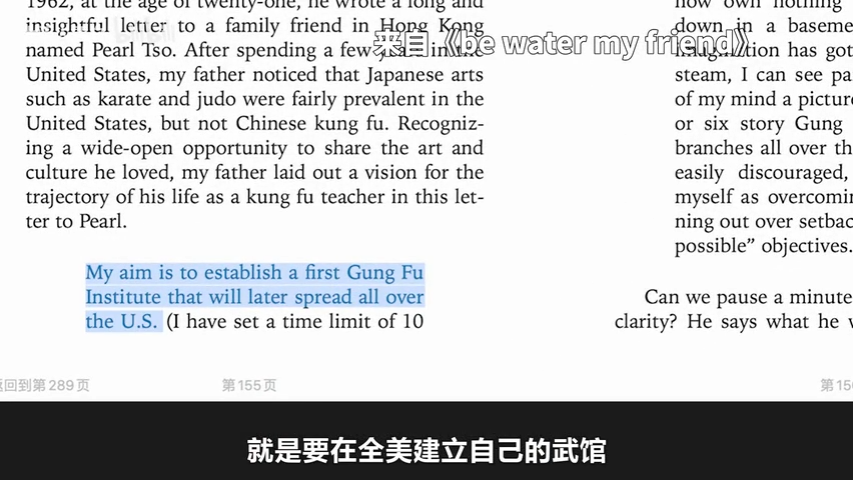 1962, at the age of twenty-one, he wrote a long and
insightful letter to a family friend in Hong Kong
named Pearl Tso. After spending a few years in the
United States, my father noticed that Japanese arts
such as karate and judo were fairly prevalent in the
United States, but not Chinese kung fu. Recogniz-
ing a wide-open opportunity to share the art and
culture he loved, my father laid out a vision for the
trajectory of his life as a kung fu teacher in this let-
ter to Pearl.
My aim is to establish a first Gung Fu
Institute that will later spread all over
the U.S. (I have set a time limit of 10
返回到第289页
第155页
now own nothing
down in a baseme
has got
steam, I can see pa
of my mind a picture
or six story Gung
branches all over th
easily discouraged,
myself as overcomin
ning out over setbac
possible” objectives.
Can we pause a minute
clarity? He says what he w
第150
来自《be water my friend》
就是要在全美建立自己的武馆